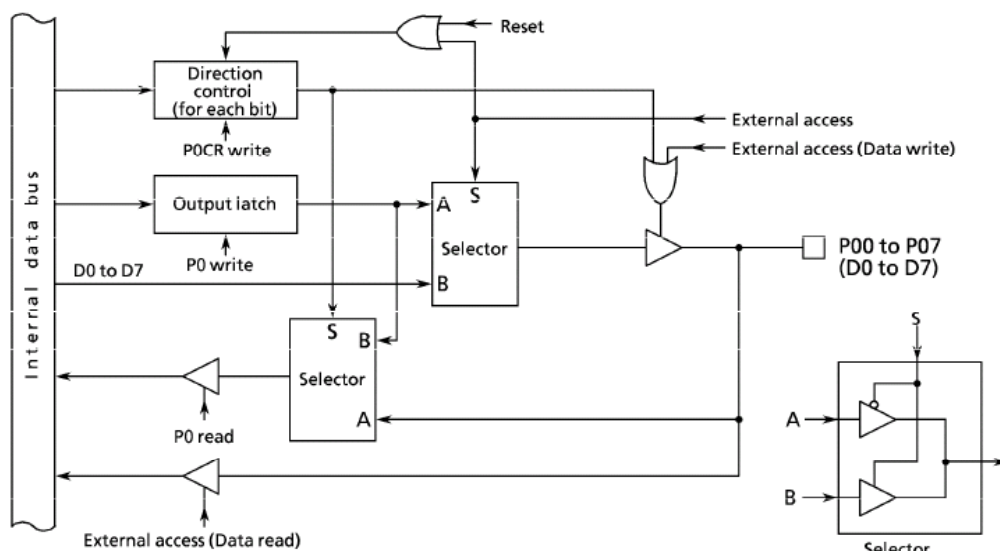 Reset
Direction
control
(for each bit)
P0CR write
External access
External access (Data write)
Internal data bus
Output latch
P0 write
D0 to D7
A
S
Selector
B
P00 to P07
(D0 to D7)
S
B
Selector
A
P0 read
External access (Data read)
S
A
B
Selector